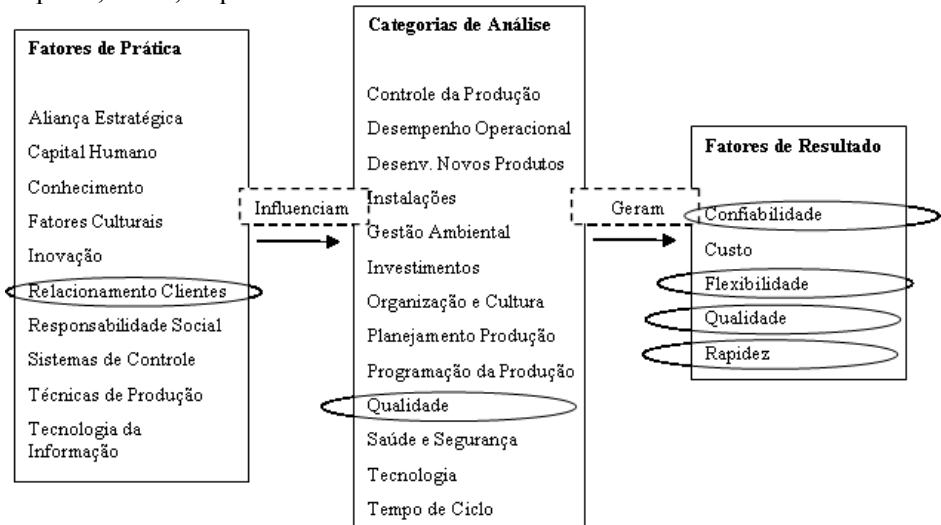 Fatores de Prática
Aliança Estratégica
Capital Humano
Conhecimento
Fatores Culturais
Inovação
Relacionamento Clientes
Responsabilidade Social
Sistemas de Controle
Técnicas de Produção
Tecnologia da
Informação
Influenciam
Categorias de Análise
Controle da Produção
Desempenho Operacional
Desenv. Novos Produtos
Instalações
Gestão Ambiental
Investimentos
Organização e Cultura
Planejamento Produção
Programação da Produção
Qualidade
Saúde e Segurança
Tecnologia
Tempo de Ciclo
Geram
Fatores de Resultado
Confiabilidade
Custo
Flexibilidade
Qualidade
Rapidez